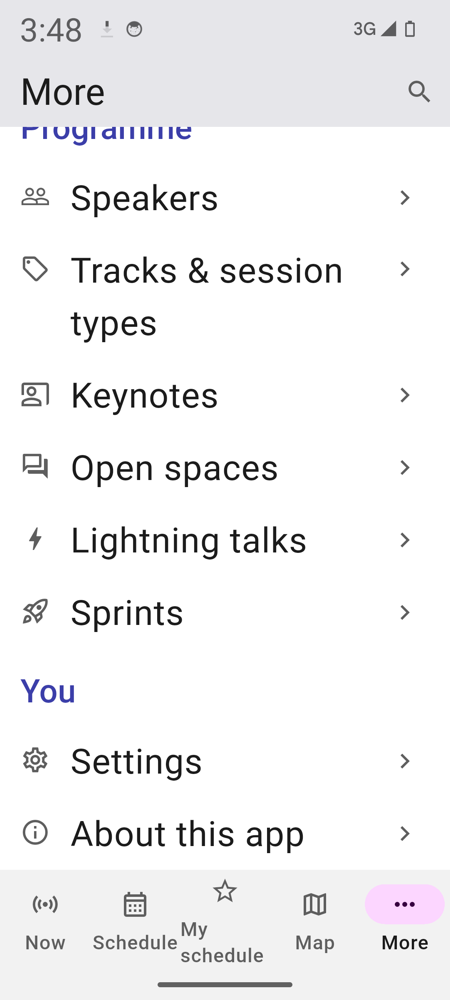 3:48
3G
More
Programme
Speakers
Tracks & session
types
Keynotes
Open spaces
Lightning talks
Sprints
You
Settings
About this app
Now
Schedule
My
schedule
Map
More